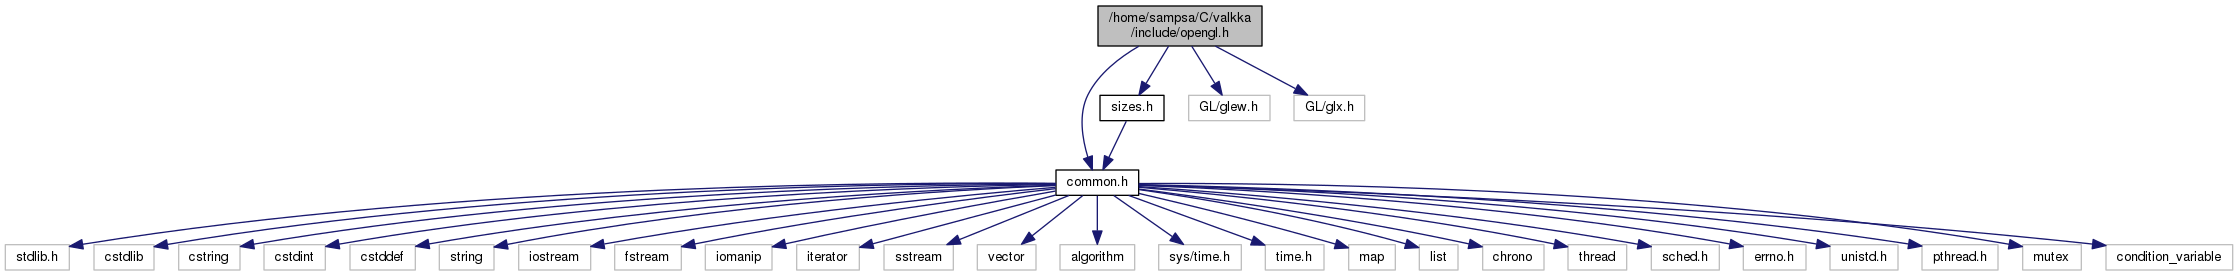 /home/sampsa/C/valkka
/include/opengl.h
sizes.h
GL/glew.h
GL/glx.h
common.h
stdlib.h
cstdlib
cstring
cstdint
cstddef
string
iostream
fstream
iomanip
iterator
sstream
vector
algorithm
sys/time.h
time.h
map
list
chrono
thread
sched.h
errno.h
unistd.h
pthread.h
mutex
condition_variable